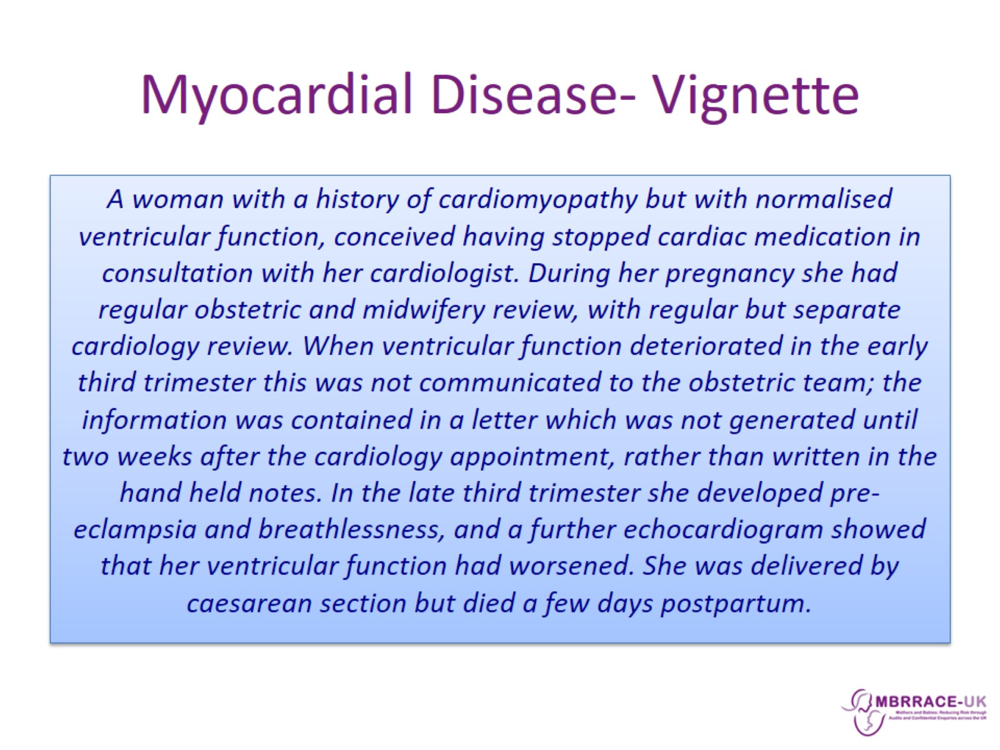 Myocardial Disease- Vignette
A woman with a history of cardiomyopathy but with normalised
ventricular function, conceived having stopped cardiac medication in
consultation with her cardiologist. During her pregnancy she had
regular obstetric and midwifery review, with regular but separate
cardiology review. When ventricular function deteriorated in the early
third trimester this was not communicated to the obstetric team; the
information was contained in a letter which was not generated until
two weeks after the cardiology appointment, rather than written in the
hand held notes. In the late third trimester she developed pre-
eclampsia and breathlessness, and a further echocardiogram showed
that her ventricular function had worsened. She was delivered by
caesarean section but died a few days postpartum.
MBRRACE-UK
Mothers and Babies: Reducing Risk through
Audits and Confidential Enquiries across the UK